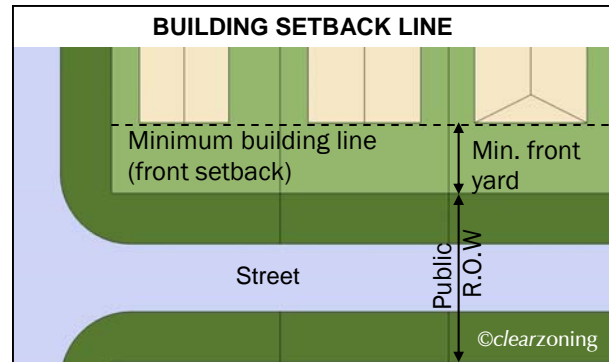 BUILDING SETBACK LINE
Minimum building line
(front setback)
Min. front
yard
Street
Public
R.O.W
©clearzoning